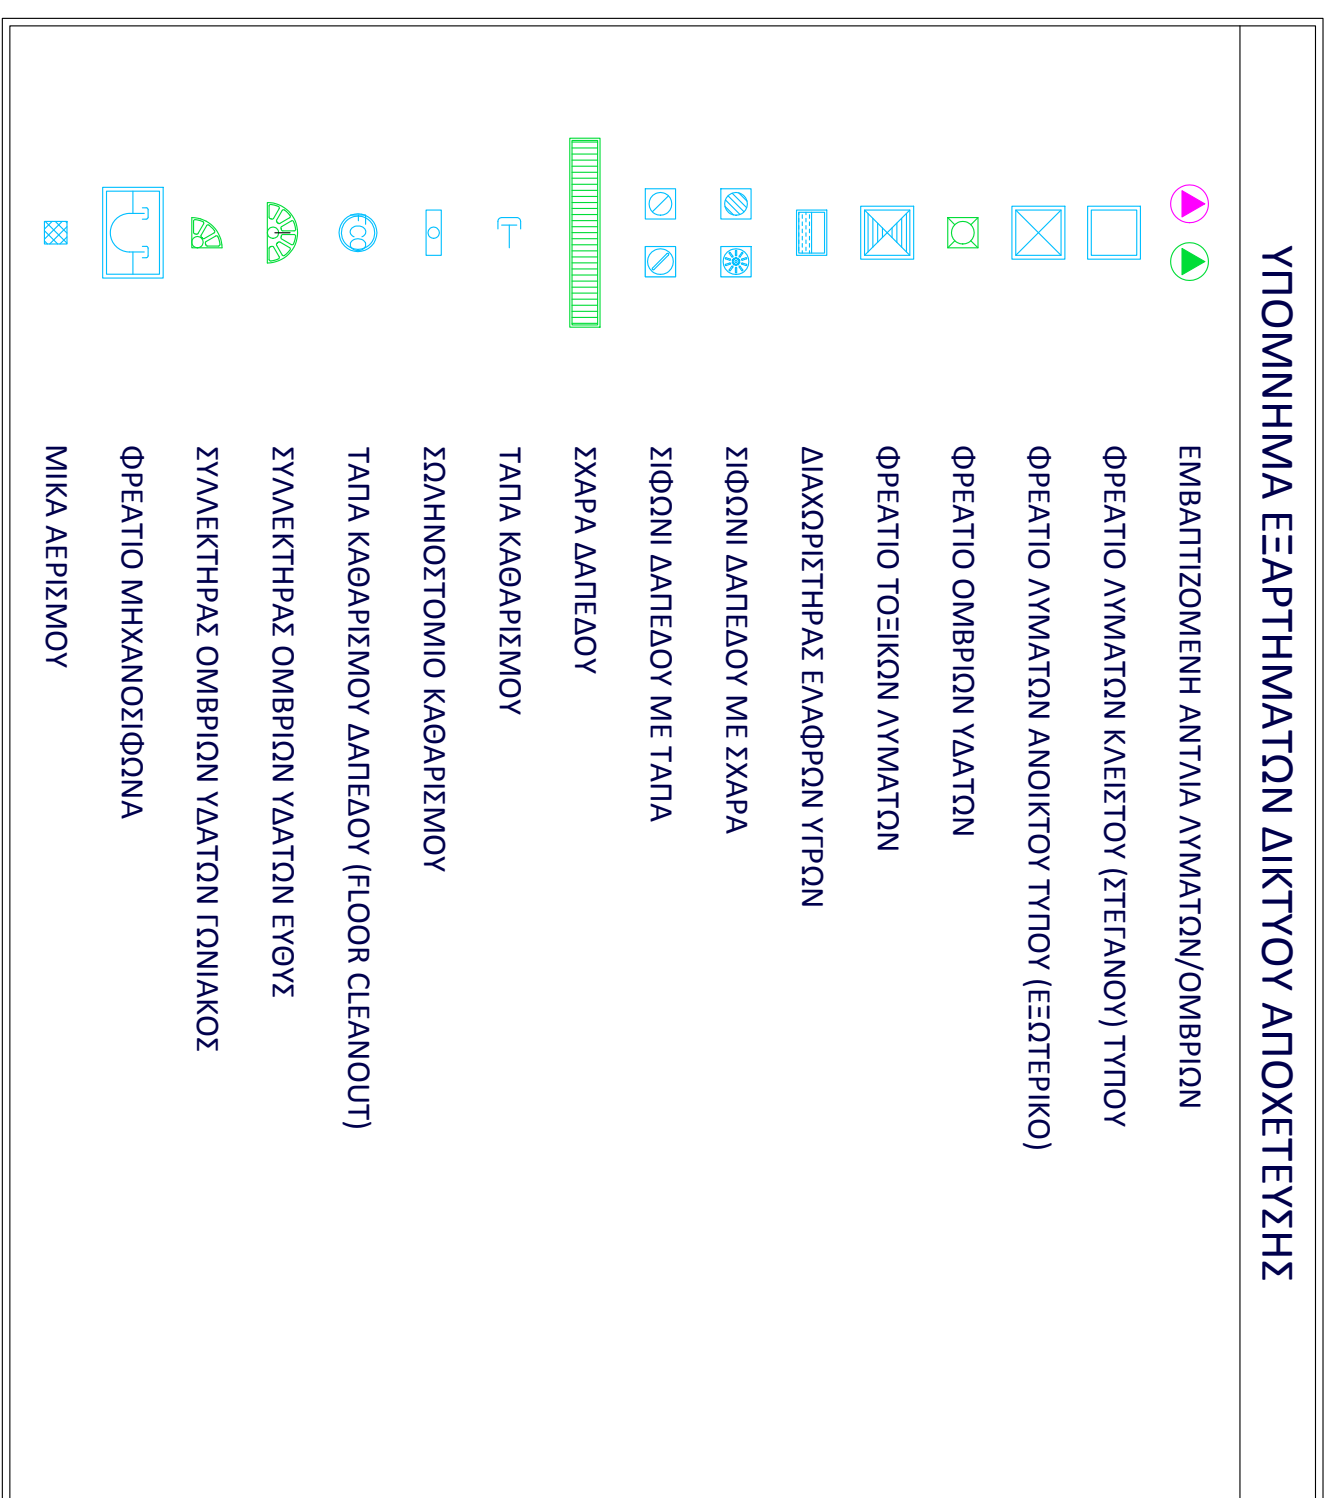 ΥΠΟΜΝΗΜΑ ΕΞΑΡΤΗΜΑΤΩΝ ΔΙΚΤΥΟΥ ΑΠΟΧΕΤΕΥΣΗΣ
ΕΜΒΑΠΤΙΖΟΜΕΝΗ ΑΝΤΛΙΑ ΛΥΜΑΤΩΝ/ΟΜΒΡΙΩΝ
ΦΡΕΑΤΙΟ ΛΥΜΑΤΩΝ ΚΛΕΙΣΤΟΥ (ΣΤΕΓΑΝΟΥ) ΤΥΠΟΥ
ΦΡΕΑΤΙΟ ΛΥΜΑΤΩΝ ΑΝΟΙΚΤΟΥ ΤΥΠΟΥ (ΕΞΩΤΕΡΙΚΟ)
ΦΡΕΑΤΙΟ ΟΜΒΡΙΩΝ ΥΔΑΤΩΝ
ΦΡΕΑΤΙΟ ΤΟΞΙΚΩΝ ΛΥΜΑΤΩΝ
ΔΙΑΧΩΡΙΣΤΗΡΑΣ ΕΛΑΦΡΩΝ ΥΓΡΩΝ
ΣΙΦΩΝΙ ΔΑΠΕΔΟΥ ΜΕ ΣΧΑΡΑ
ΣΙΦΩΝΙ ΔΑΠΕΔΟΥ ΜΕ ΤΑΠΑ
ΣΧΑΡΑ ΔΑΠΕΔΟΥ
ΤΑΠΑ ΚΑΘΑΡΙΣΜΟΥ
ΣΩΛΗΝΟΣΤΟΜΙΟ ΚΑΘΑΡΙΣΜΟΥ
FCO ΤΑΠΑ ΚΑΘΑΡΙΣΜΟΥ ΔΑΠΕΔΟΥ (FLOOR CLEANOUT)
ΣΥΛΛΕΚΤΗΡΑΣ ΟΜΒΡΙΩΝ ΥΔΑΤΩΝ ΕΥΘΥΣ
ΣΥΛΛΕΚΤΗΡΑΣ ΟΜΒΡΙΩΝ ΥΔΑΤΩΝ ΓΩΝΙΑΚΟΣ
ΦΡΕΑΤΙΟ ΜΗΧΑΝΟΣΙΦΩΝΑ
ΜΙΚΑ ΑΕΡΙΣΜΟΥ